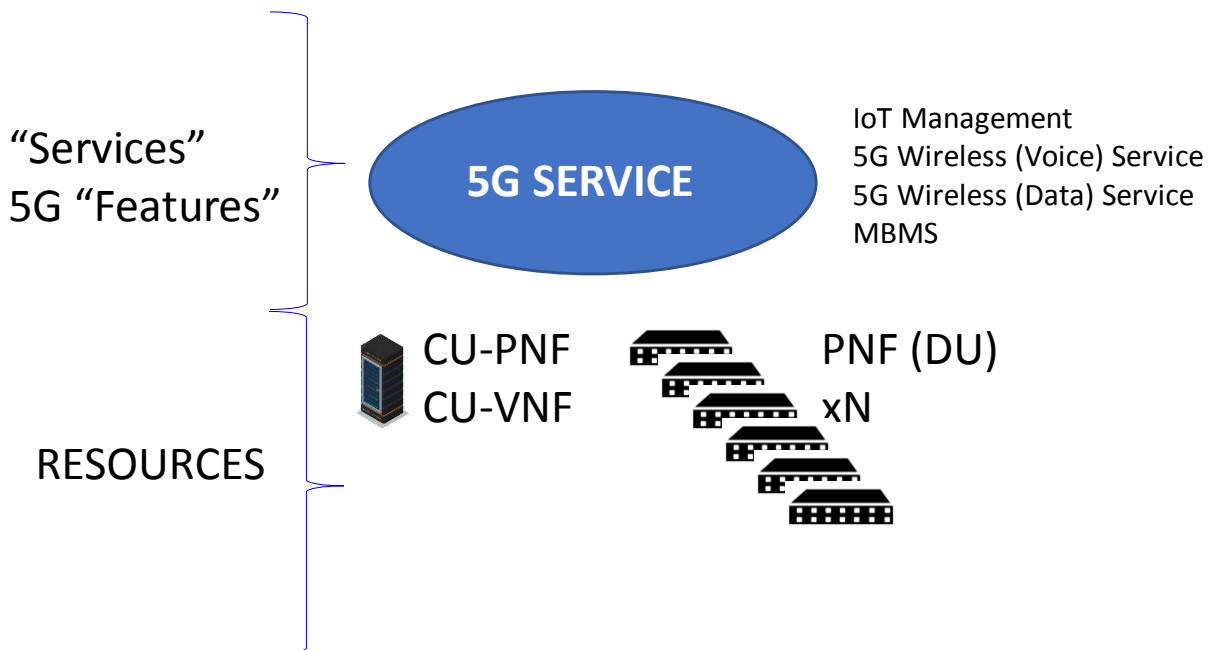 “Services”
5G “Features”
5G SERVICE
IoT Management
5G Wireless (Voice) Service
5G Wireless (Data) Service
MBMS
RESOURCES
CU-PNF
CU-VNF
PNF (DU)
xN